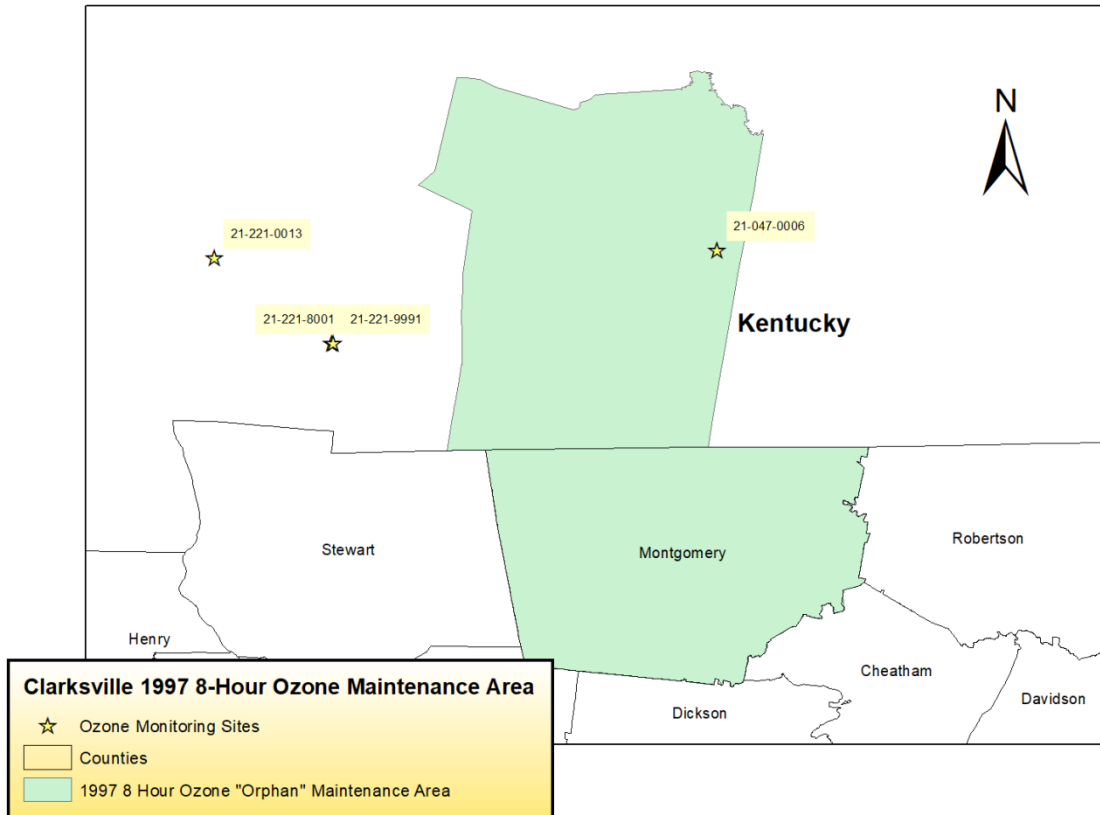 N
21-221-0013
21-047-0006
21-221-8001 21-221-9991
Kentucky
Stewart
Montgomery
Robertson
Henry
Cheatham
Davidson
Dickson
Clarksville 1997 8-Hour Ozone Maintenance Area
Ozone Monitoring Sites
Counties
1997 8 Hour Ozone "Orphan" Maintenance Area